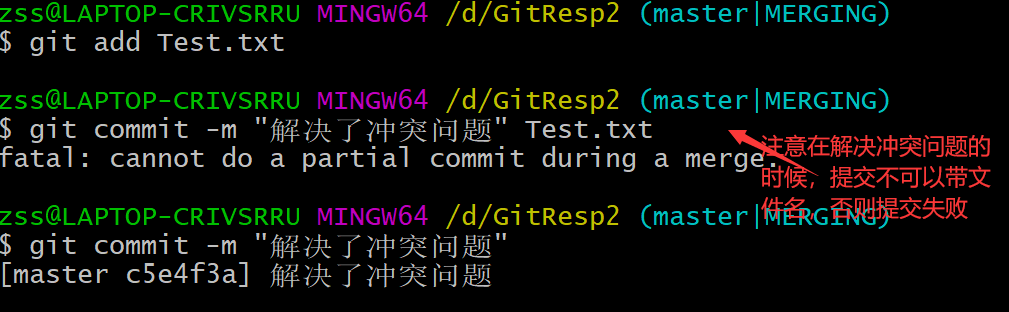 zss@LAPTOP-CRIVSRRU MINGW64 /d/GitResp2 (master|MERGING)
$ git add Test.txt
zss@LAPTOP-CRIVSRRU MINGW64 /d/GitResp2 (master|MERGING)
$ git commit -m "解决了冲突问题" Test.txt
fatal: cannot do a partial commit during a merge.
注意在解决冲突问题的
时候，提交不可以带文
件名，否则提交失败
zss@LAPTOP-CRIVSRRU MINGW64 /d/GitResp2 (master|MERGING)
$ git commit -m "解决了冲突问题"
[master c5e4f3a] 解决了冲突问题